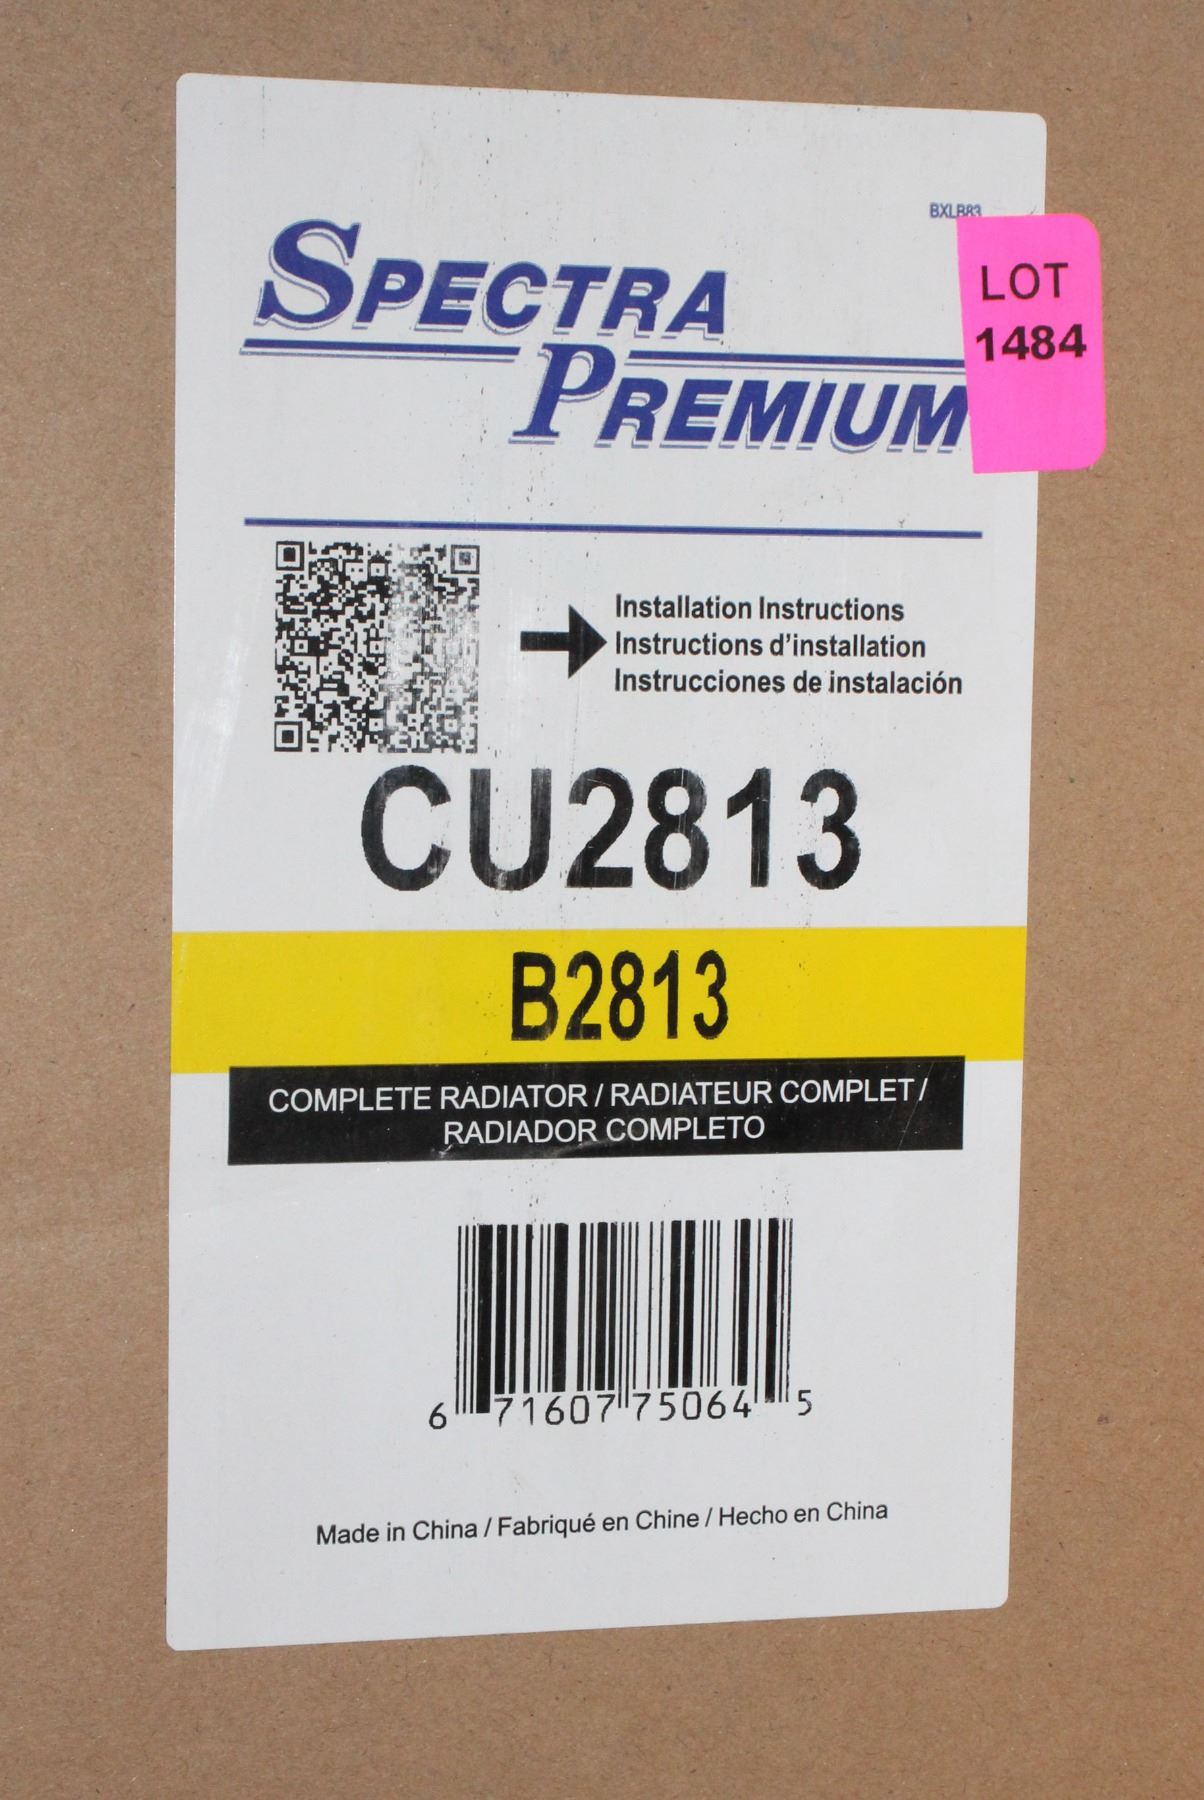 BXLB83
LOT
1484
SPECTRA
PREMIUM
Installation Instructions
Instructions d'installation
Instrucciones de instalación
CU2813
B2813
COMPLETE RADIATOR / RADIATEUR COMPLET /
RADIADOR COMPLETO
6 71607 75064 5
Made in China / Fabriqué en Chine / Hecho en China